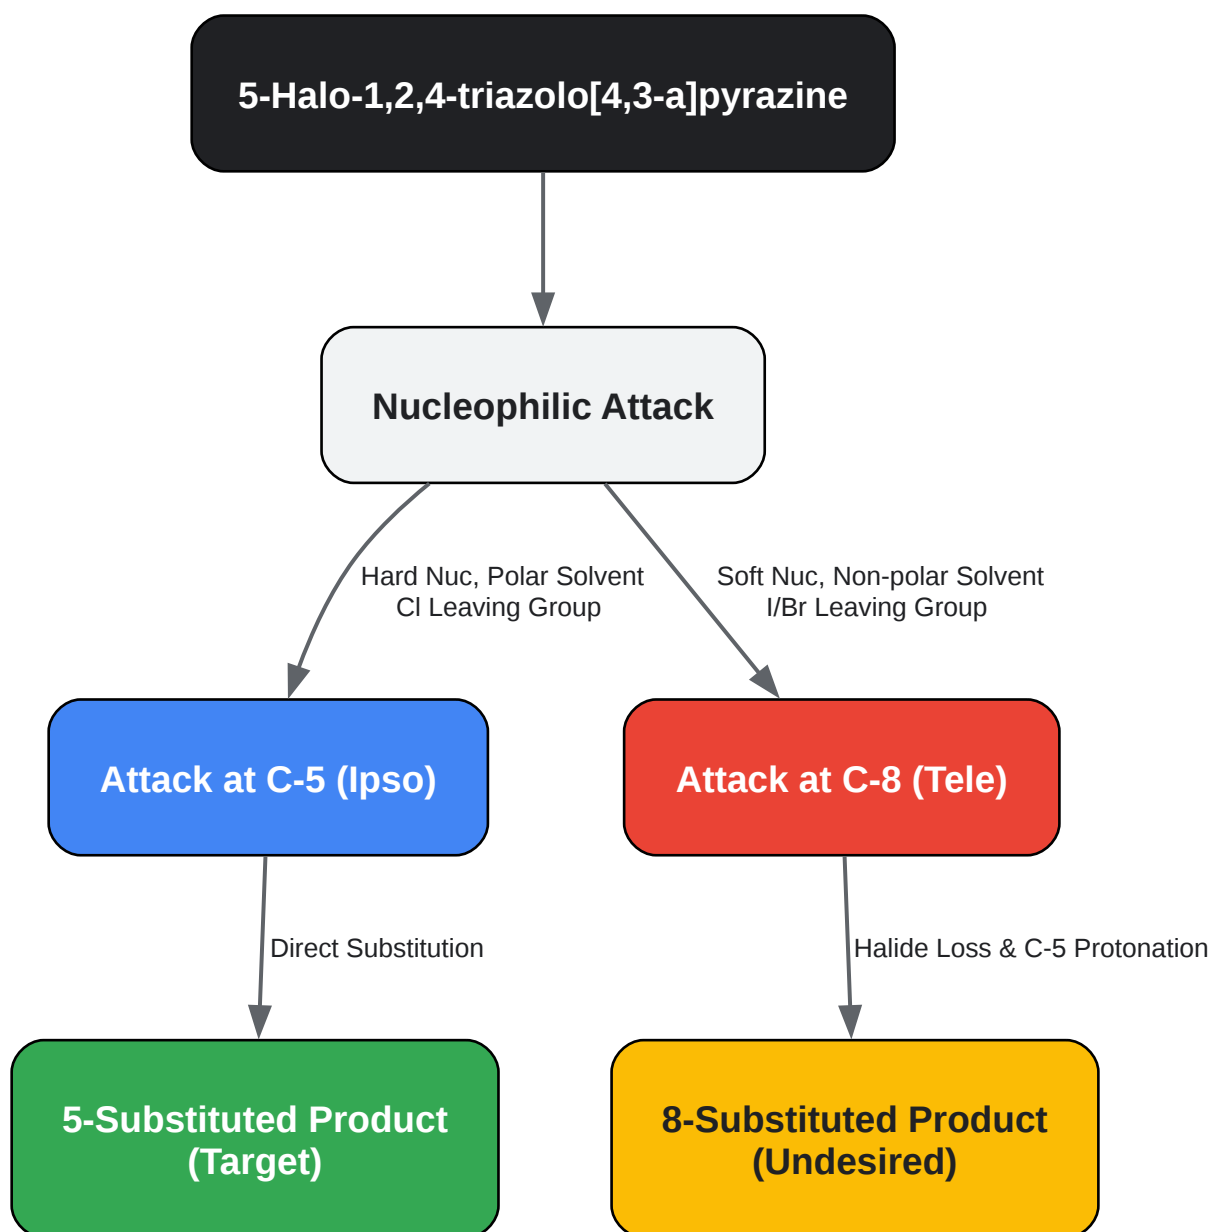 5-Halo-1,2,4-triazolo[4,3-a]pyrazine
Nucleophilic Attack
Hard Nuc, Polar Solvent
Cl Leaving Group
Soft Nuc, Non-polar Solvent
I/Br Leaving Group
Attack at C-5 (Ipso)
Attack at C-8 (Tele)
Direct Substitution
Halide Loss & C-5 Protonation
5-Substituted Product
(Target)
8-Substituted Product
(Undesired)